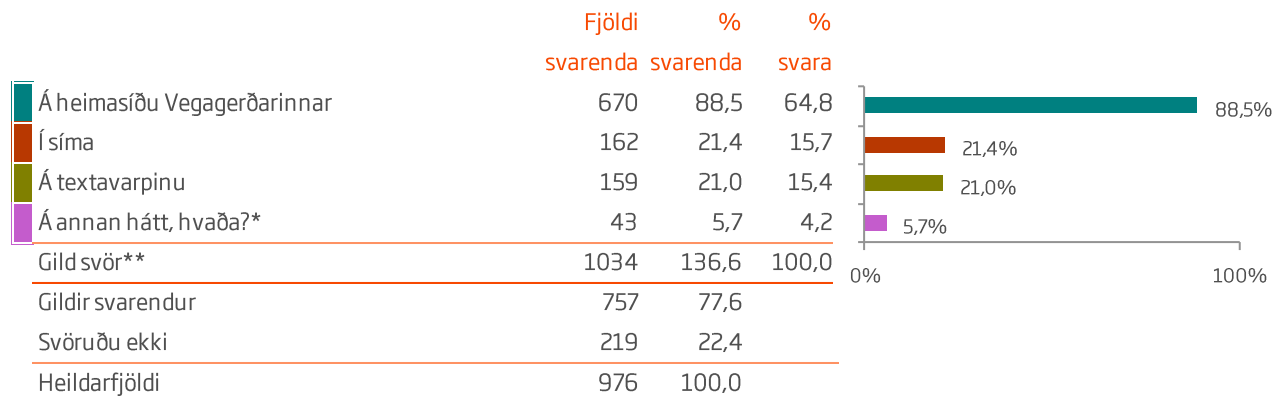 Fjöldi % %
svarenda svarenda svara
Á heimasíðu Vegagerðarinnar 670 88,5 64,8
Í síma 162 21,4 15,7
Á textavarpinu 159 21,0 15,4
Á annan hátt, hvaða?* 43 5,7 4,2
Gild svör** 1034 136,6 100,0
Gildir svarendur 757 77,6
Svöruðu ekki 219 22,4
Heildarfjöldi 976 100,0
88,5%
21,4%
21,0%
5,7%
0% 100%